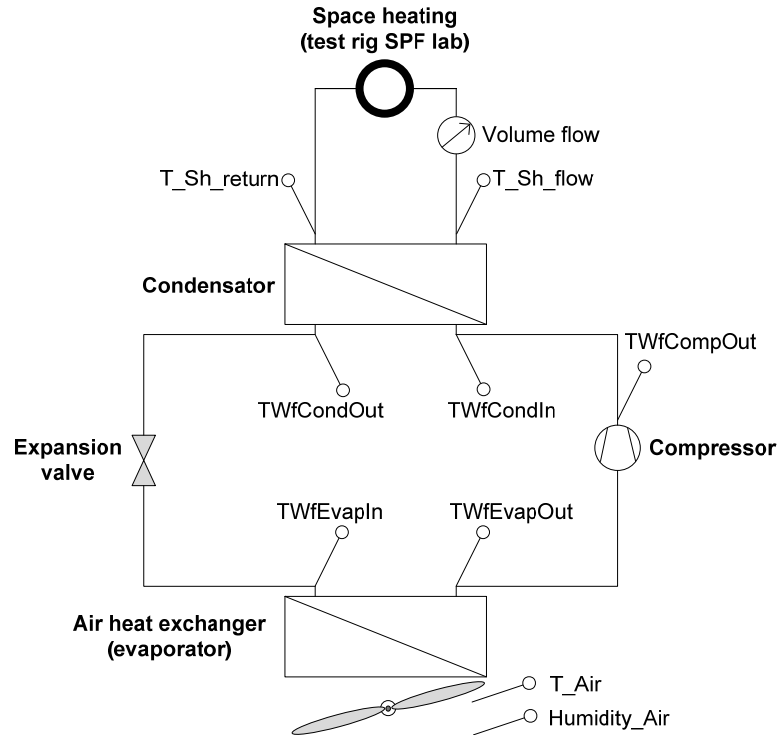 Space heating
(test rig SPF lab)
Volume flow
T_Sh_return
T_Sh_flow
Condensator
TWfCompOut
TWfCondOut
TWfCondIn
Expansion
valve
Compressor
TWfEvapIn
TWfEvapOut
Air heat exchanger
(evaporator)
T_Air
Humidity_Air